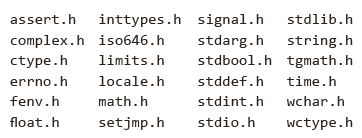 assert.h inttypes.h signal.h stdlib.h
complex.h iso646.h stdarg.h string.h
ctype.h limits.h stdbool.h tgmath.h
errno.h locale.h stddef.h time.h
fenv.h math.h stdint.h wchar.h
float.h setjmp.h stdio.h wctype.h